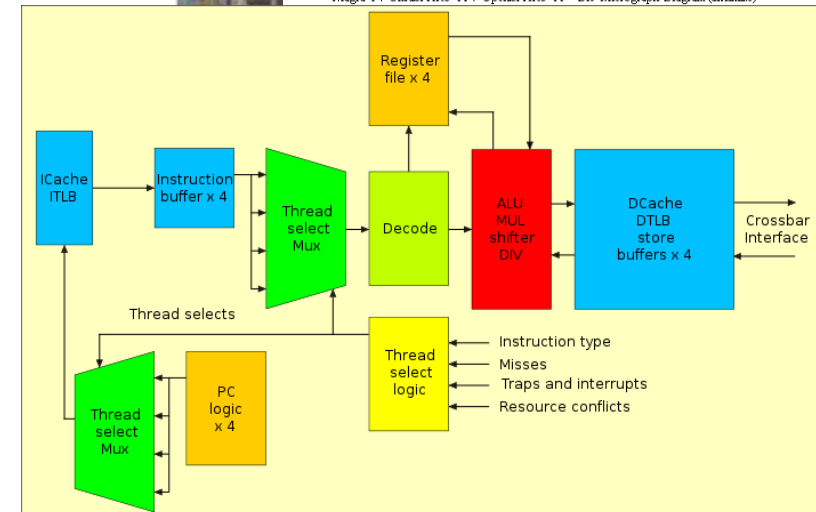 Register
file x 4
ICache
ITLB
Instruction
buffer x 4
Thread
select
Mux
Decode
ALU
MUL
shifter
DIV
DCache
DTLB
store
buffers x 4
Crossbar
Interface
Thread selects
Thread
select
logic
Instruction type
Misses
Traps and interrupts
Resource conflicts
Thread
select
Mux
PC
logic
x 4